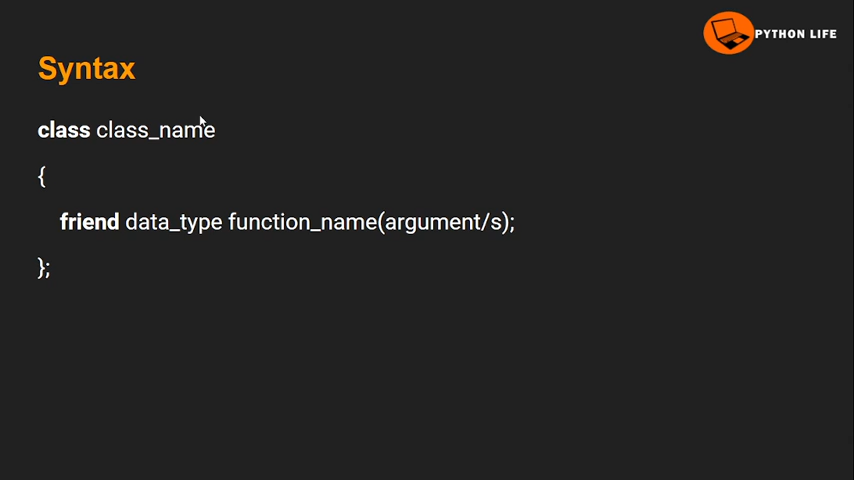 PYTHON LIFE
Syntax
class class_name
{
friend data_type function_name(argument/s);
};